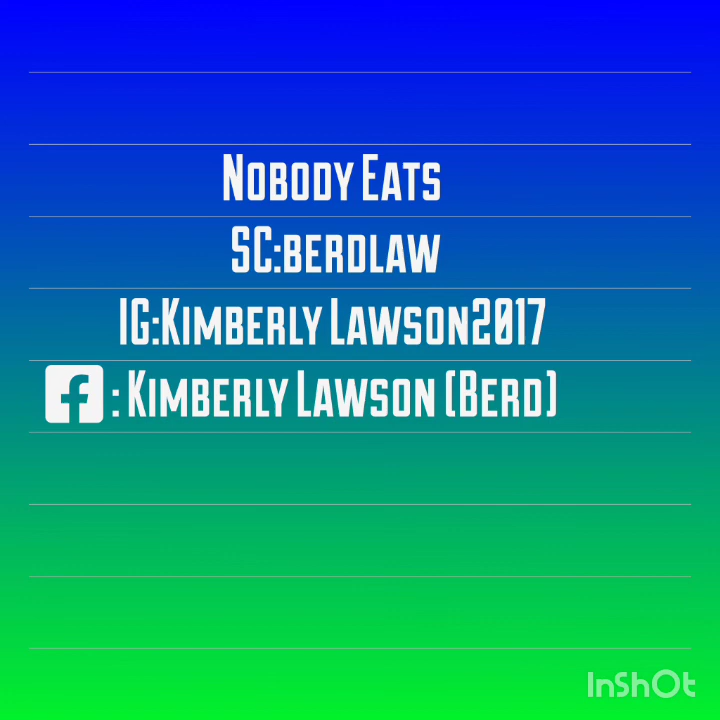 Nobody Eats
SC:berdlaw
IG:Kimberly Lawson2017
: Kimberly Lawson (Berd)
InShOt